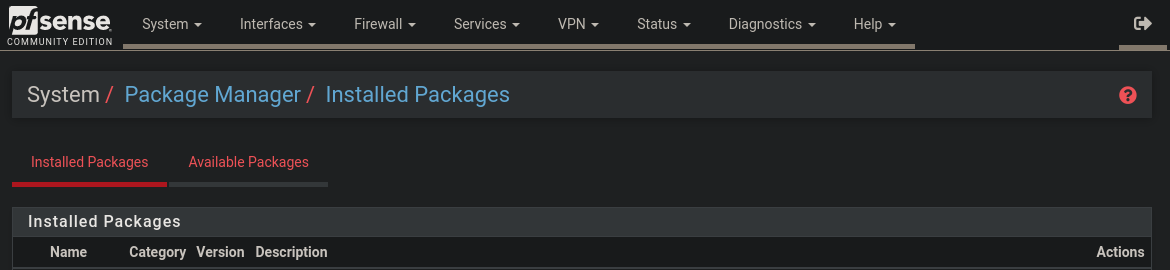 pfsense
COMMUNITY EDITION
System Interfaces Firewall Services VPN Status Diagnostics Help
System / Package Manager / Installed Packages ?
Installed Packages Available Packages
Installed Packages
Name Category Version Description Actions